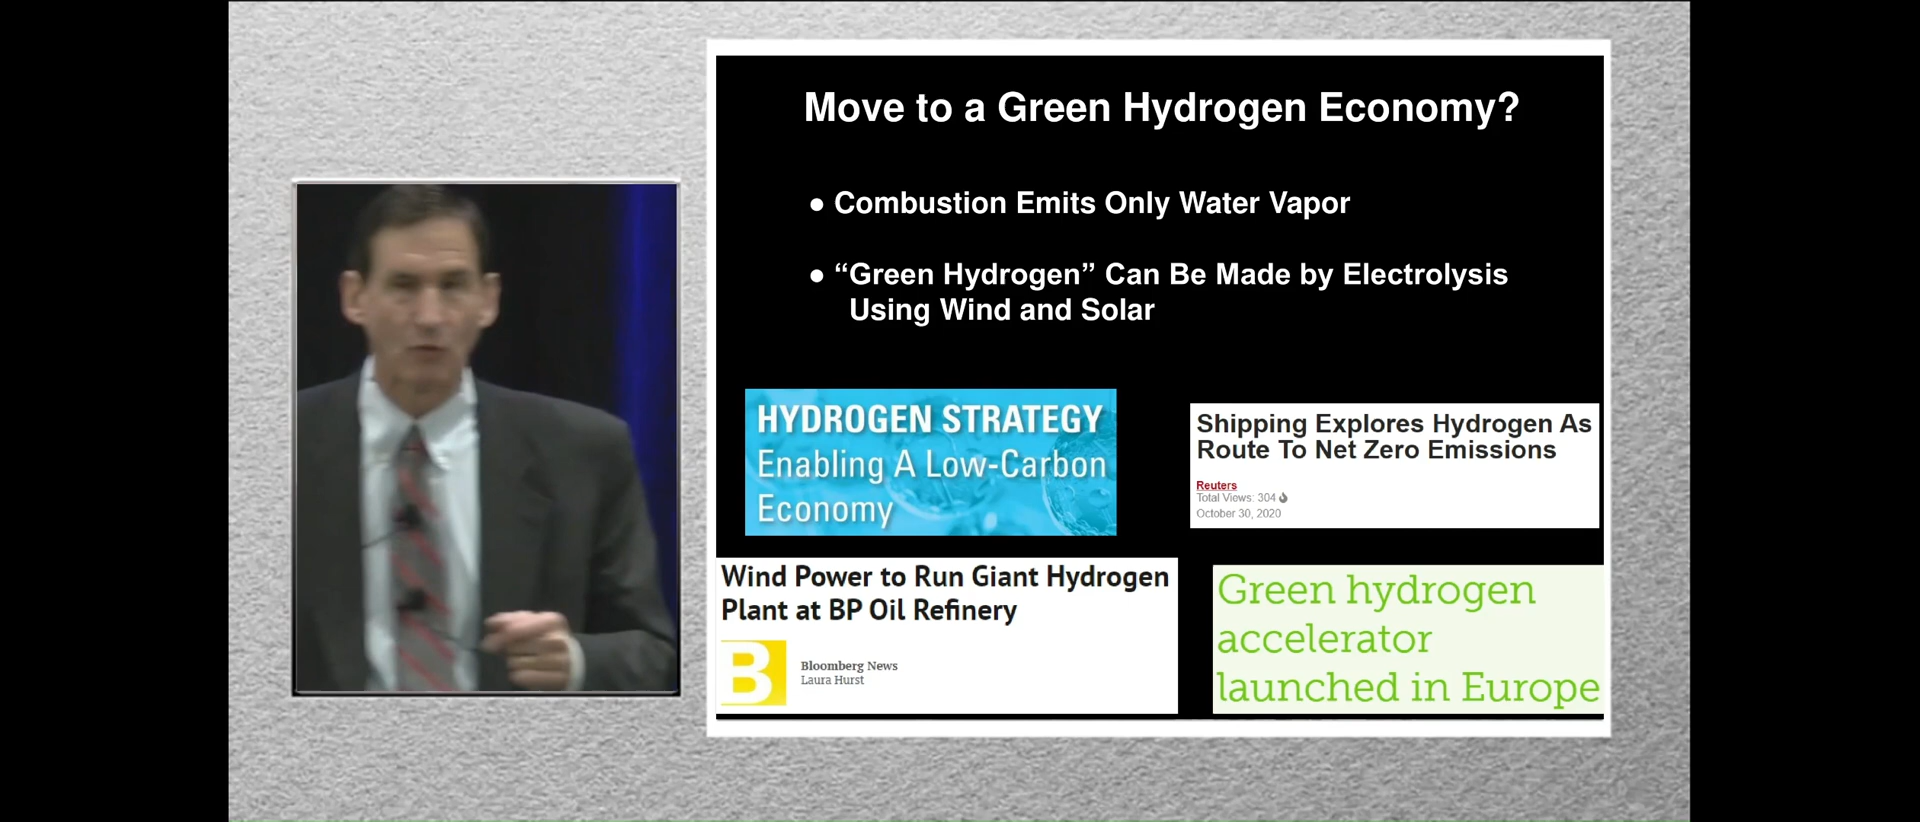 Move to a Green Hydrogen Economy?
● Combustion Emits Only Water Vapor
● “Green Hydrogen” Can Be Made by Electrolysis
Using Wind and Solar
HYDROGEN STRATEGY
Enabling A Low-Carbon
Economy
Shipping Explores Hydrogen As
Route To Net Zero Emissions
Reuters
Total Views: 304
October 30, 2020
Wind Power to Run Giant Hydrogen
Plant at BP Oil Refinery
B
Bloomberg News
Laura Hurst
Green hydrogen
accelerator
launched in Europe